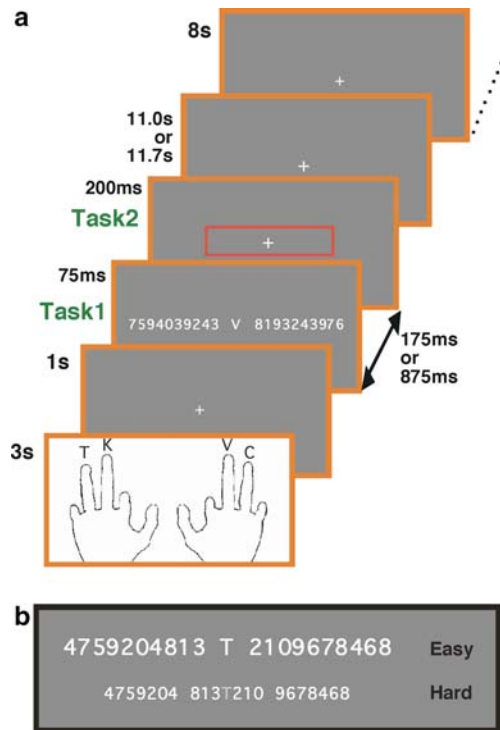 a
8s
11.0s
or
11.7s
200ms
Task2
75ms
Task1
7594039243 V 8193243976
175ms
or
875ms
1s
3s
T K V C
b
4759204813 T 2109678468 Easy
4759204 813T210 9678468 Hard